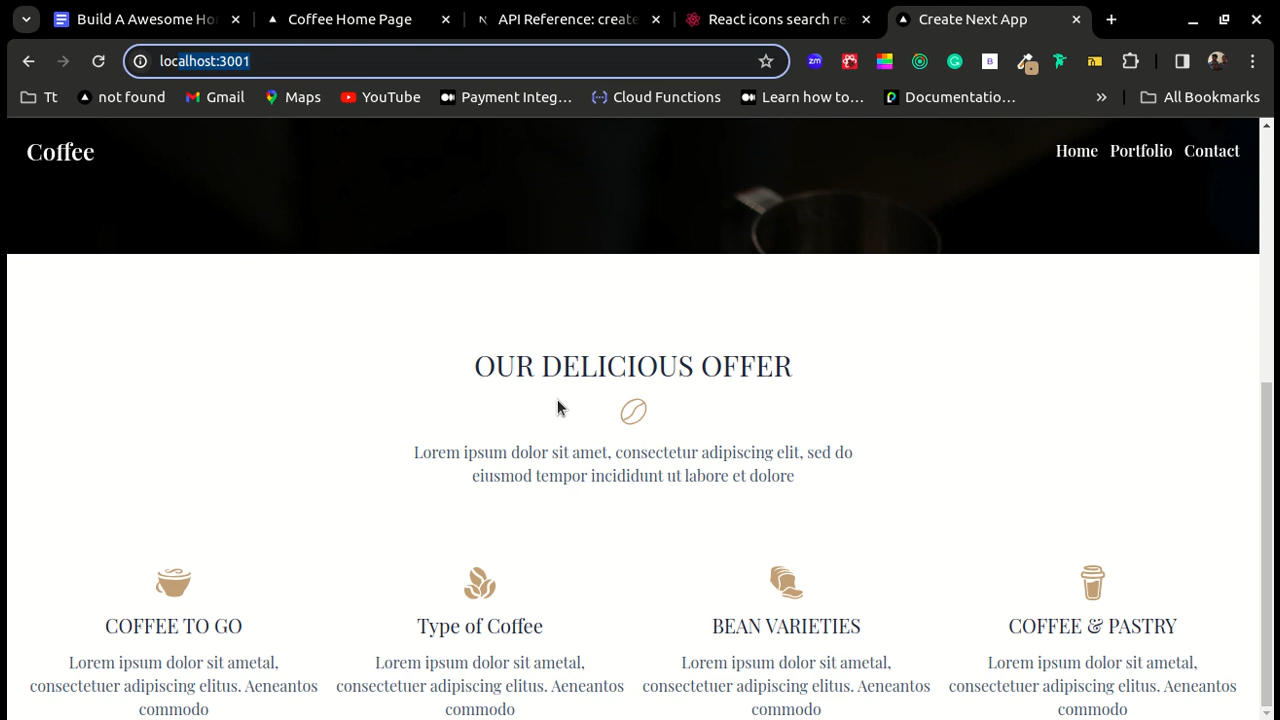 Build A Awesome Ho
Coffee Home Page
API Reference: create
React icons search re
Create Next App
localhost:3001
zm
B
Tt
not found
Gmail
Maps
YouTube
Payment Integ...
Cloud Functions
Learn how to...
Documentatio...
All Bookmarks
Coffee
Home Portfolio Contact
OUR DELICIOUS OFFER
Lorem ipsum dolor sit amet, consectetur adipiscing elit, sed do
eiusmod tempor incididunt ut labore et dolore
COFFEE TO GO
Lorem ipsum dolor sit ametal,
consectetuer adipiscing elitus. Aeneantos
commodo
Type of Coffee
Lorem ipsum dolor sit ametal,
consectetuer adipiscing elitus. Aeneantos
commodo
BEAN VARIETIES
Lorem ipsum dolor sit ametal,
consectetuer adipiscing elitus. Aeneantos
commodo
COFFEE & PASTRY
Lorem ipsum dolor sit ametal,
consectetuer adipiscing elitus. Aeneantos
commodo